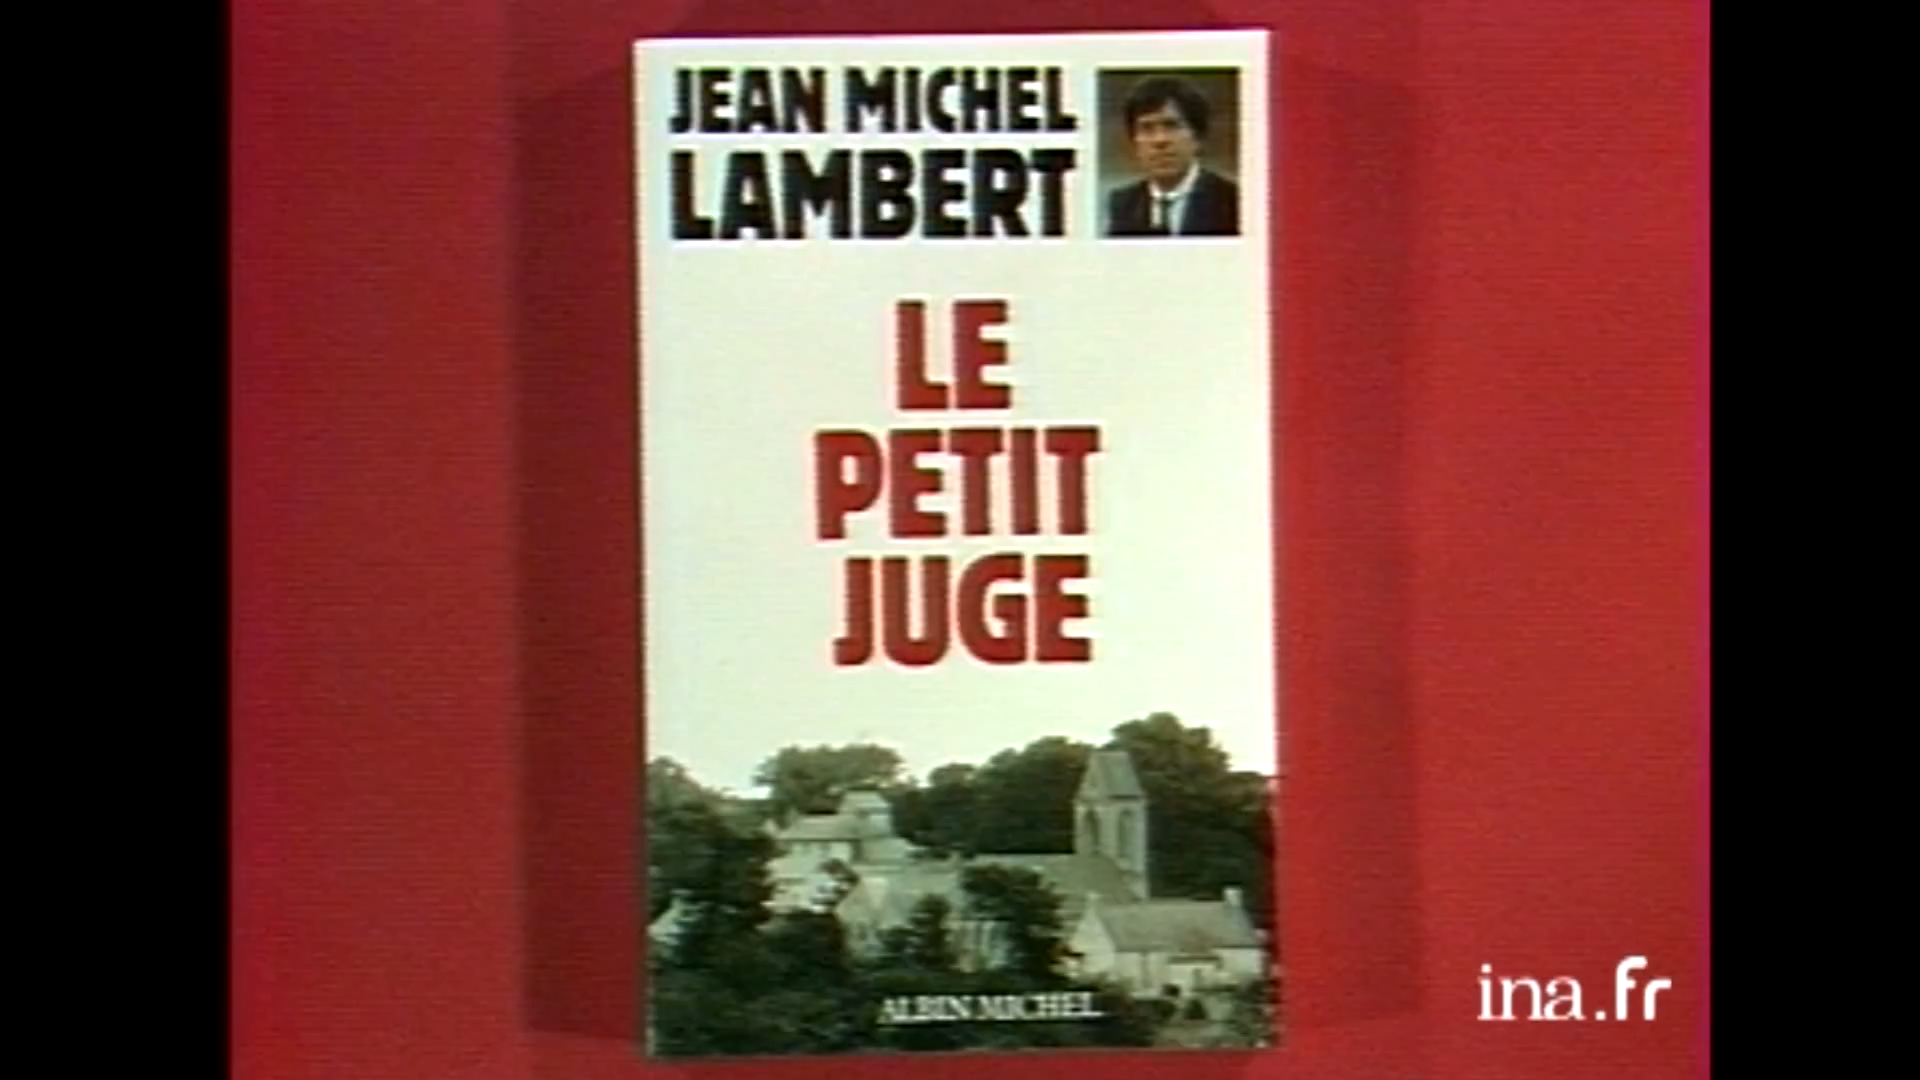 JEAN MICHEL
LAMBERT
LE
PETIT
JUGE
ALBIN MICHEL
ina.fr